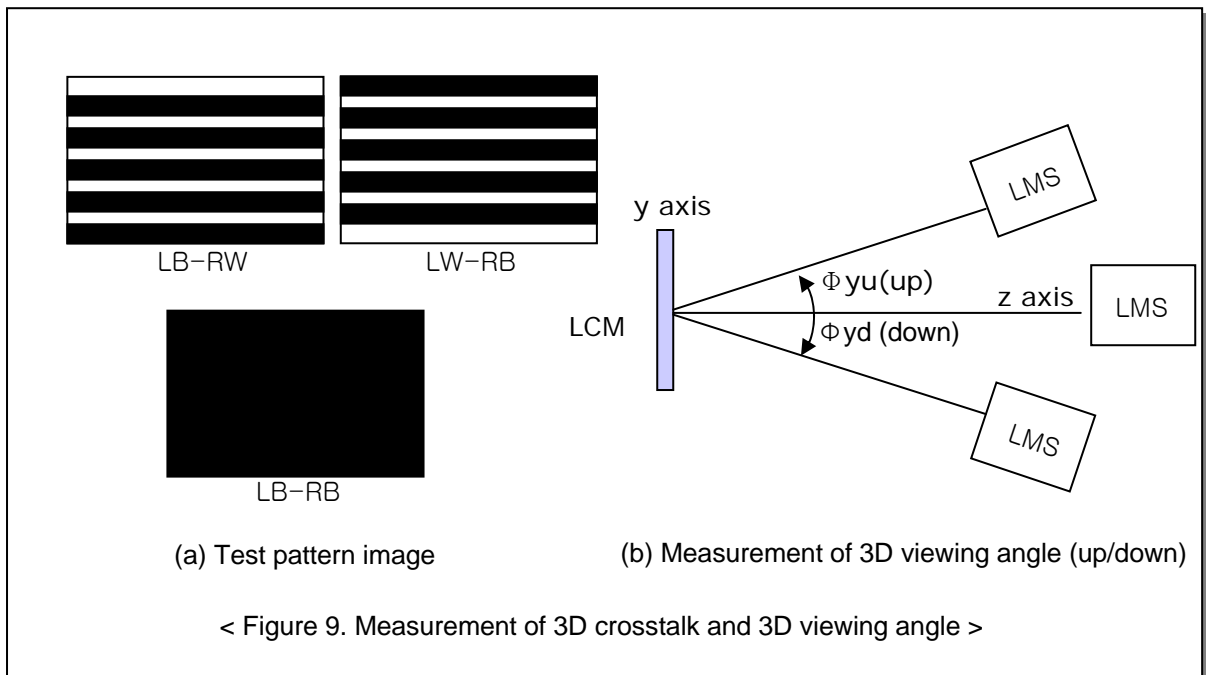 LB-RW
LW-RB
LB-RB
(a) Test pattern image
y axis
LCM
Φyu(up)
z axis
Φyd (down)
LMS
LMS
LMS
(b) Measurement of 3D viewing angle (up/down)
< Figure 9. Measurement of 3D crosstalk and 3D viewing angle >